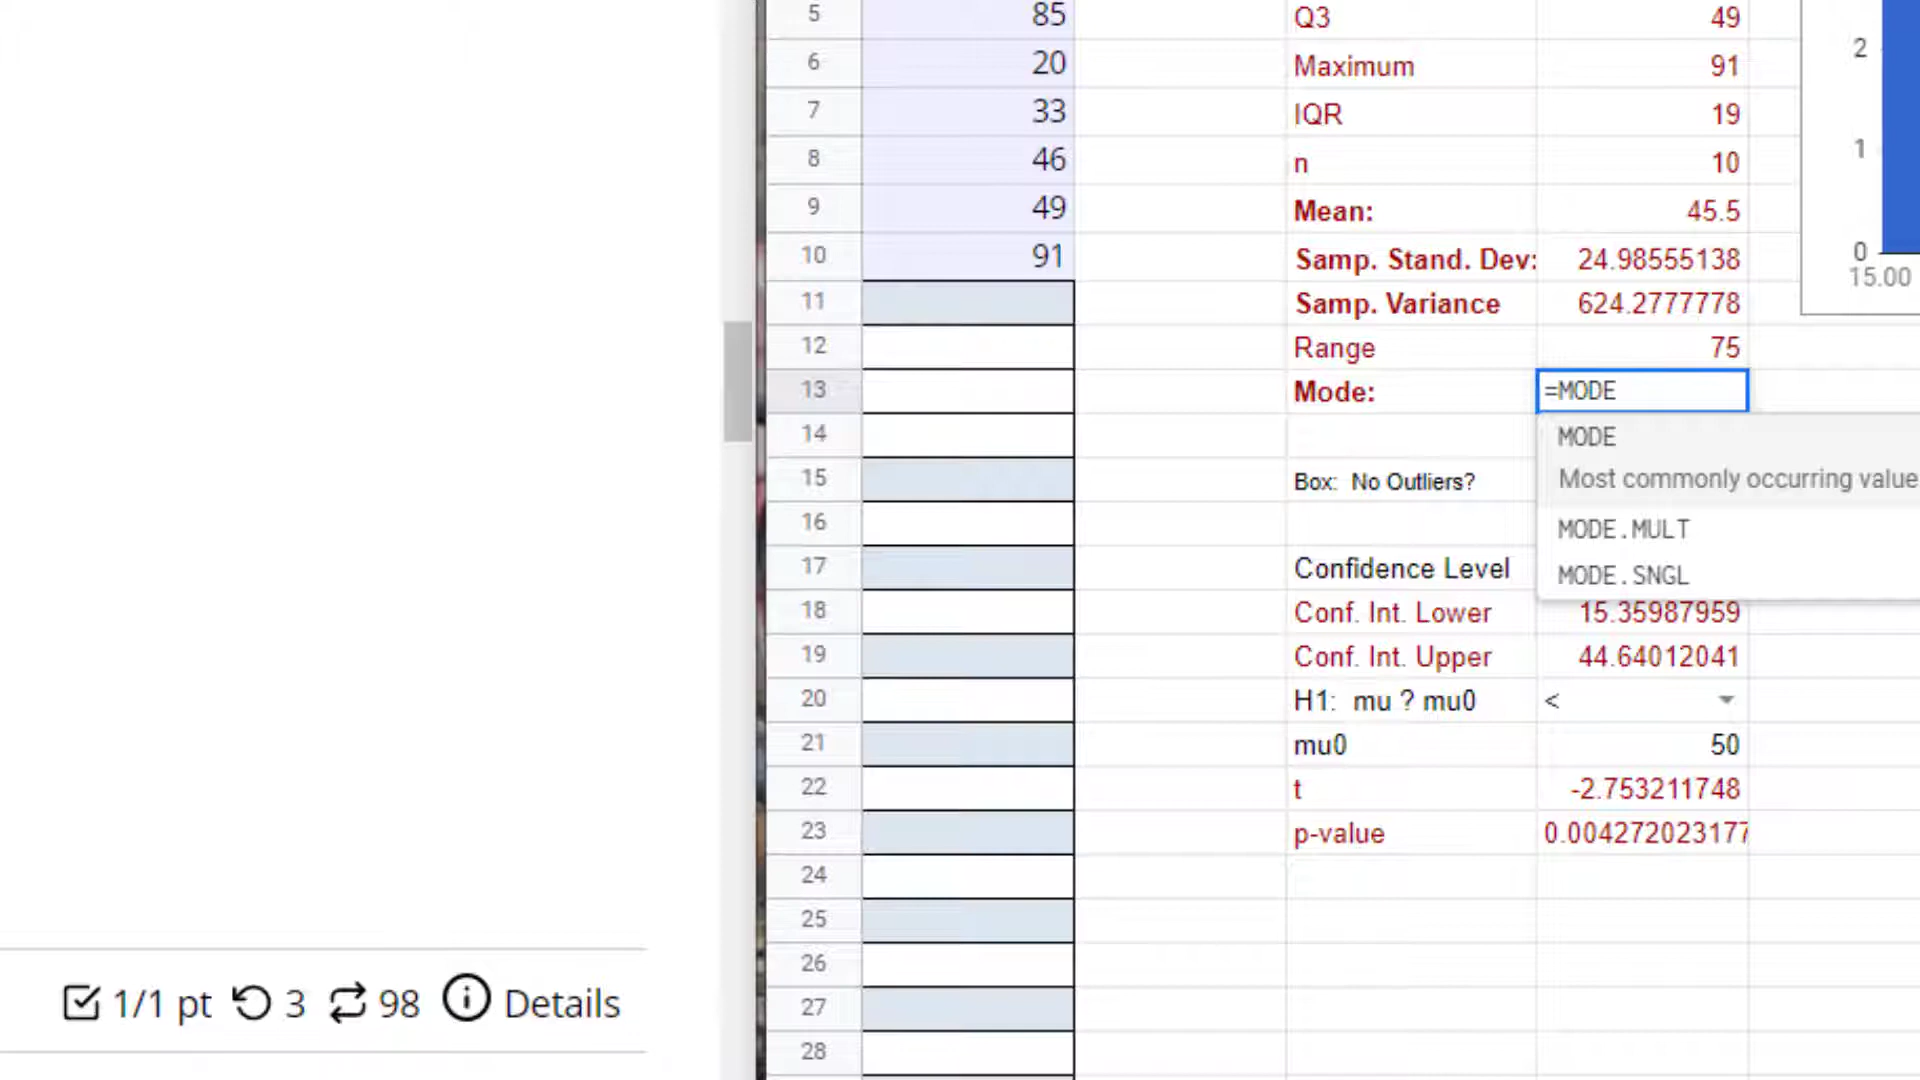 5 85 Q3 49
6 20 Maximum 91
7 33 IQR 19
8 46 n 10
9 49 Mean: 45.5
10 91 Samp. Stand. Dev: 24.98555138
11 Samp. Variance 624.2777778
12 Range 75
13 Mode: =MODE
14 MODE
Most commonly occurring value
15 Box: No Outliers?
16 MODE.MULT
17 Confidence Level MODE.SNGL
18 Conf. Int. Lower 15.35987959
19 Conf. Int. Upper 44.64012041
20 H1: mu ? mu0 <
21 mu0 50
22 t -2.753211748
23 p-value 0.004272023177
24
25
26
27
28
2
1
0
15.00
1/1 pt 3 98 Details